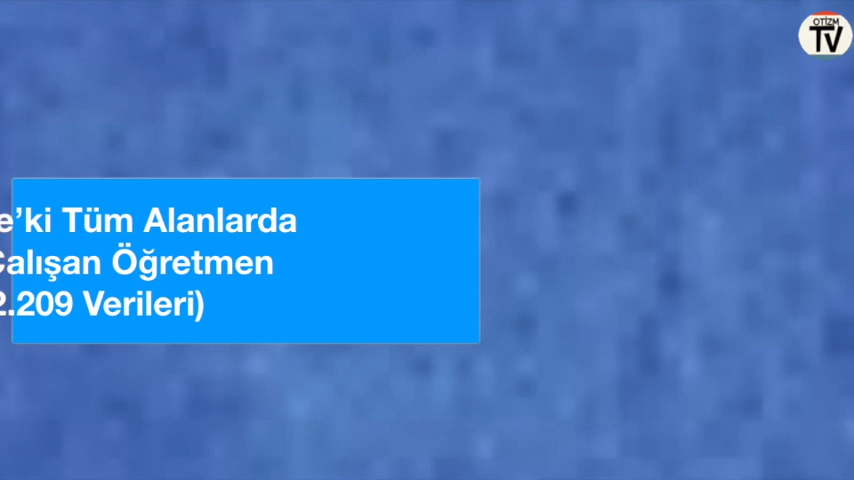 OTİZM
TV
e’ki Tüm Alanlarda
Çalışan Öğretmen
2.209 Verileri)